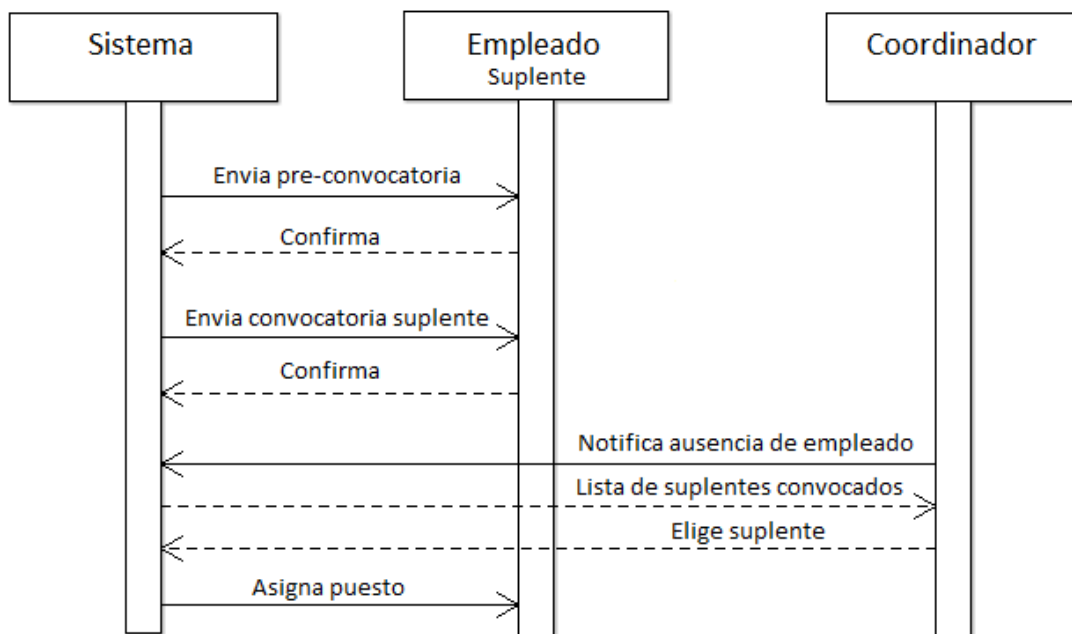 Sistema
Empleado
Suplente
Coordinador
Envia pre-convocatoria
Confirma
Envia convocatoria suplente
Confirma
Notifica ausencia de empleado
Lista de suplentes convocados
Elige suplente
Asigna puesto